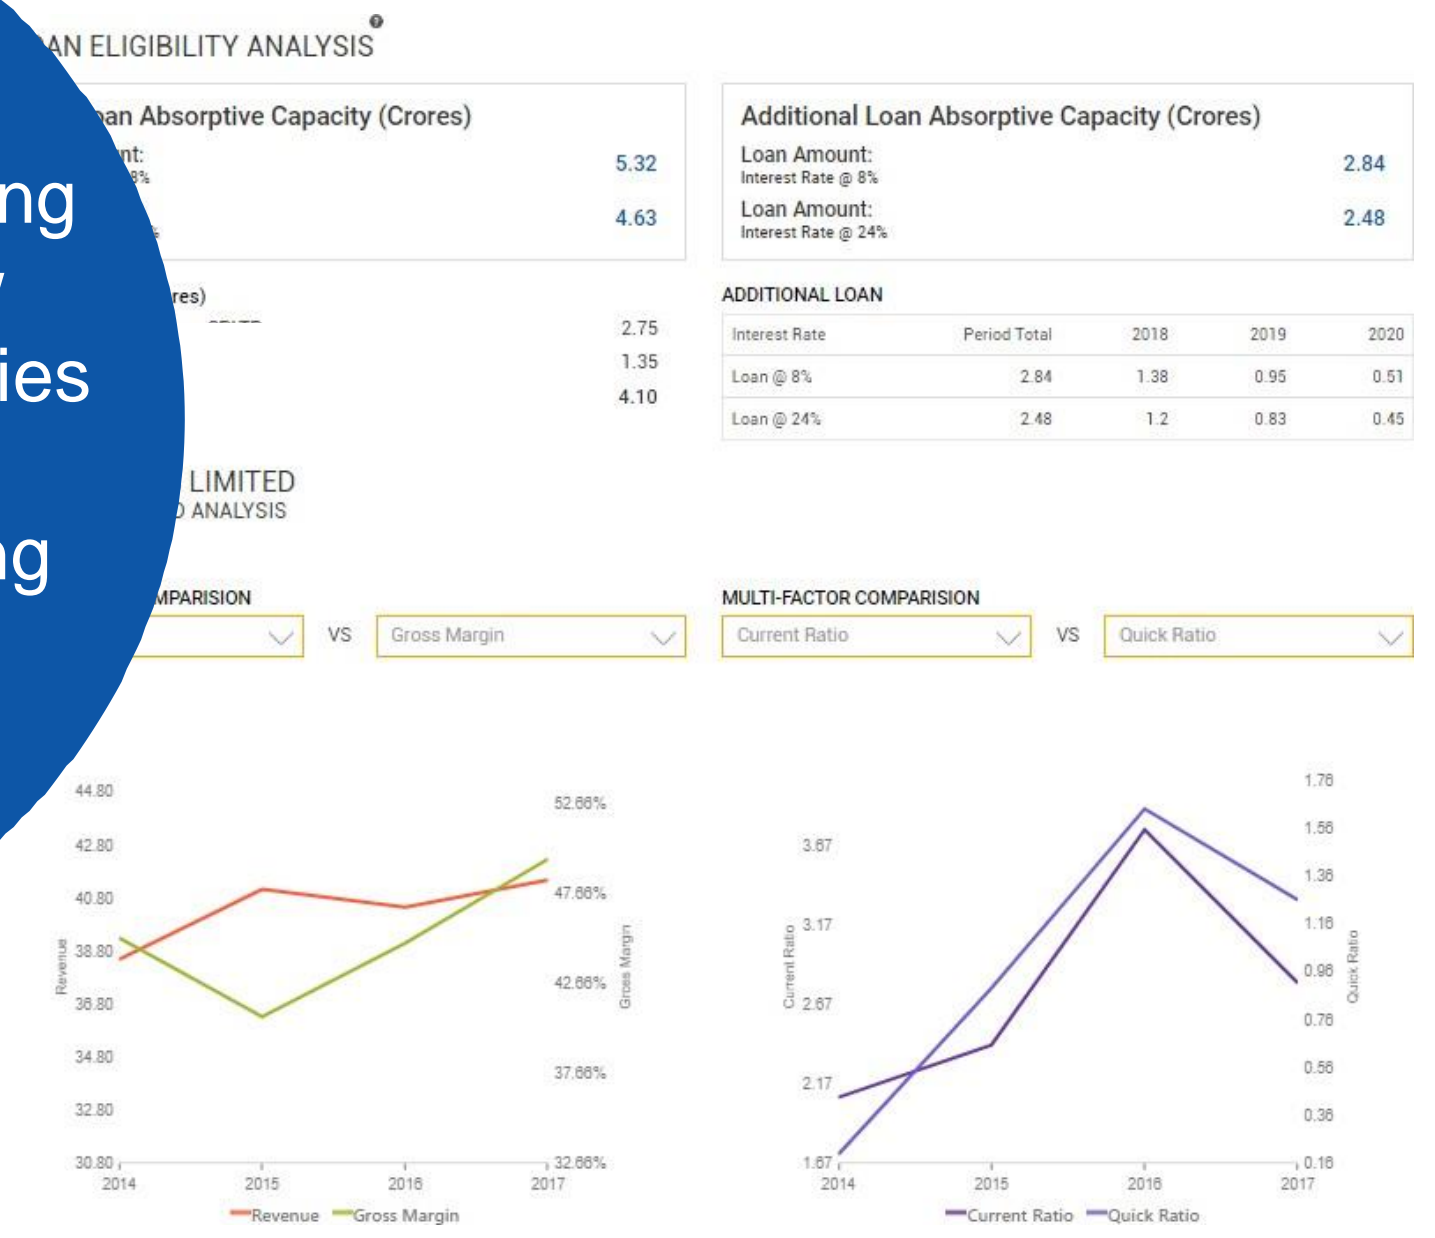 AN ELIGIBILITY ANALYSIS
an Absorptive Capacity (Crores)
nt:
5.32
8%
4.63
Additional Loan Absorptive Capacity (Crores)
Loan Amount:
Interest Rate @ 8%
2.84
Loan Amount:
Interest Rate @ 24%
2.48
ng
ies
ng
res)
2.75
1.35
4.10
ADDITIONAL LOAN
Interest Rate Period Total 2018 2019 2020
Loan @ 8% 2.84 1.38 0.95 0.51
Loan @ 24% 2.48 1.2 0.83 0.45
LIMITED
ANALYSIS
MPARISION
VS Gross Margin
MULTI-FACTOR COMPARISION
Current Ratio VS Quick Ratio
44.80
42.80
40.80
38.80
36.80
34.80
32.80
30.80
Revenue
52.66%
47.66%
42.66%
37.66%
32.66%
Gross Margin
2014 2015 2016 2017
Revenue Gross Margin
3.67
3.17
2.67
2.17
1.67
Current Ratio
1.76
1.56
1.36
1.16
0.96
0.76
0.56
0.36
0.16
Quick Ratio
2014 2015 2016 2017
Current Ratio Quick Ratio